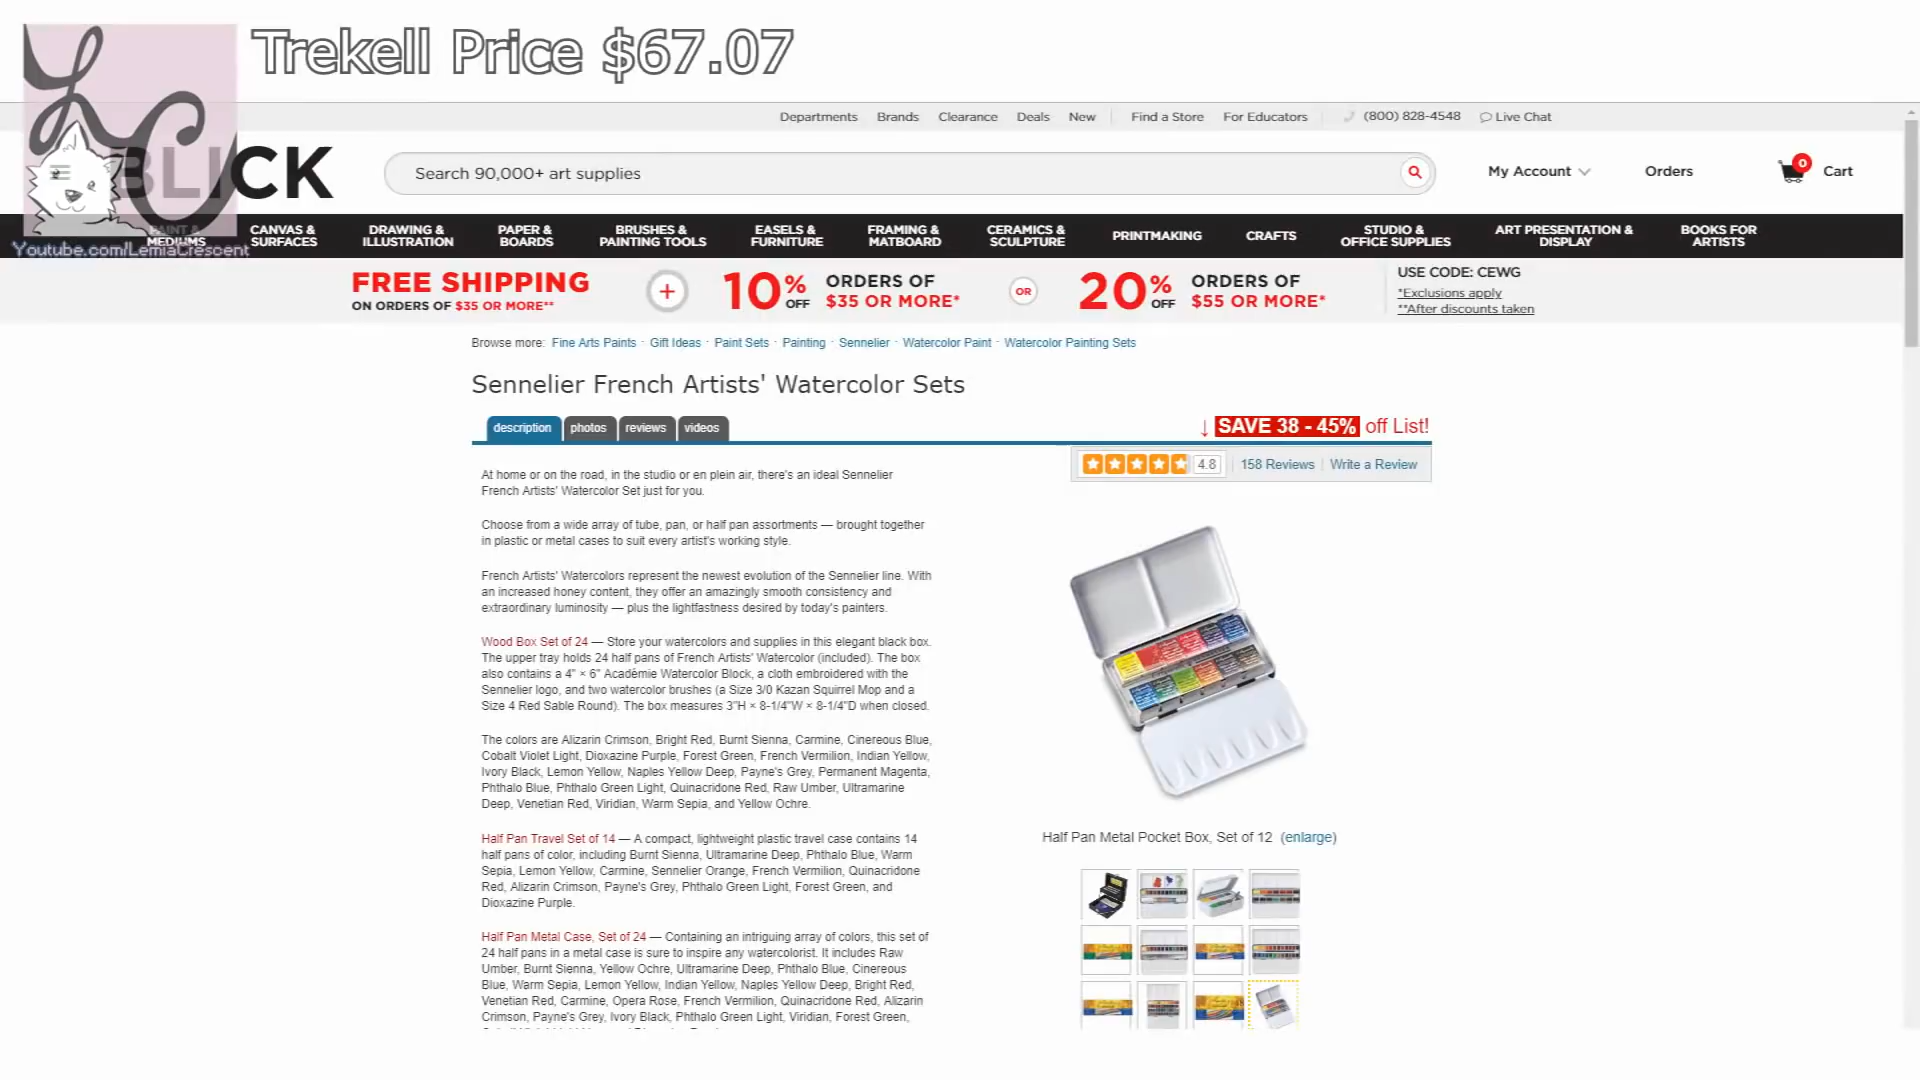 Trekell Price $67.07
Departments Brands Clearance Deals New Find a Store For Educators (800) 828-4548 Live Chat
BLICK
Search 90,000+ art supplies
My Account Orders 0 Cart
PAINT & MEDIUMS
CANVAS & SURFACES
DRAWING & ILLUSTRATION
PAPER & BOARDS
BRUSHES & PAINTING TOOLS
EASELS & FURNITURE
FRAMING & MATBOARD
CERAMICS & SCULPTURE
PRINTMAKING
CRAFTS
STUDIO & OFFICE SUPPLIES
ART PRESENTATION & DISPLAY
BOOKS FOR ARTISTS
Youtube.com/LemiaCrescent
FREE SHIPPING
ON ORDERS OF $35 OR MORE**
+
10% OFF
ORDERS OF
$35 OR MORE*
OR
20% OFF
ORDERS OF
$55 OR MORE*
USE CODE: CEWG
*Exclusions apply
**After discounts taken
Browse more: Fine Arts Paints · Gift Ideas · Paint Sets · Painting · Sennelier · Watercolor Paint · Watercolor Painting Sets
Sennelier French Artists' Watercolor Sets
description photos reviews videos
↓ SAVE 38 - 45% off List!
4.8 158 Reviews Write a Review
At home or on the road, in the studio or en plein air, there's an ideal Sennelier
French Artists' Watercolor Set just for you.
Choose from a wide array of tube, pan, or half pan assortments — brought together
in plastic or metal cases to suit every artist's working style.
French Artists' Watercolors represent the newest evolution of the Sennelier line. With
an increased honey content, they offer an amazingly smooth consistency and
extraordinary luminosity — plus the lightfastness desired by today's painters.
Wood Box Set of 24 — Store your watercolors and supplies in this elegant black box.
The upper tray holds 24 half pans of French Artists' Watercolor (included). The box
also contains a 4" × 6" Académie Watercolor Block, a cloth embroidered with the
Sennelier logo, and two watercolor brushes (a Size 3/0 Kazan Squirrel Mop and a
Size 4 Red Sable Round). The box measures 3"H × 8-1/4"W × 8-1/4"D when closed.
The colors are Alizarin Crimson, Bright Red, Burnt Sienna, Carmine, Cinereous Blue,
Cobalt Violet Light, Dioxazine Purple, Forest Green, French Vermilion, Indian Yellow,
Ivory Black, Lemon Yellow, Naples Yellow Deep, Payne's Grey, Permanent Magenta,
Phthalo Blue, Phthalo Green Light, Quinacridone Red, Raw Umber, Ultramarine
Deep, Venetian Red, Viridian, Warm Sepia, and Yellow Ochre.
Half Pan Travel Set of 14 — A compact, lightweight plastic travel case contains 14
half pans of color, including Burnt Sienna, Ultramarine Deep, Phthalo Blue, Warm
Sepia, Lemon Yellow, Carmine, Sennelier Orange, French Vermilion, Quinacridone
Red, Alizarin Crimson, Payne's Grey, Phthalo Green Light, Forest Green, and
Dioxazine Purple.
Half Pan Metal Case, Set of 24 — Containing an intriguing array of colors, this set of
24 half pans in a metal case is sure to inspire any watercolorist. It includes Raw
Umber, Burnt Sienna, Yellow Ochre, Ultramarine Deep, Phthalo Blue, Cinereous
Blue, Warm Sepia, Lemon Yellow, Indian Yellow, Naples Yellow Deep, Bright Red,
Venetian Red, Carmine, Opera Rose, French Vermilion, Quinacridone Red, Alizarin
Crimson, Payne's Grey, Ivory Black, Phthalo Green Light, Viridian, Forest Green,
Half Pan Metal Pocket Box, Set of 12 (enlarge)